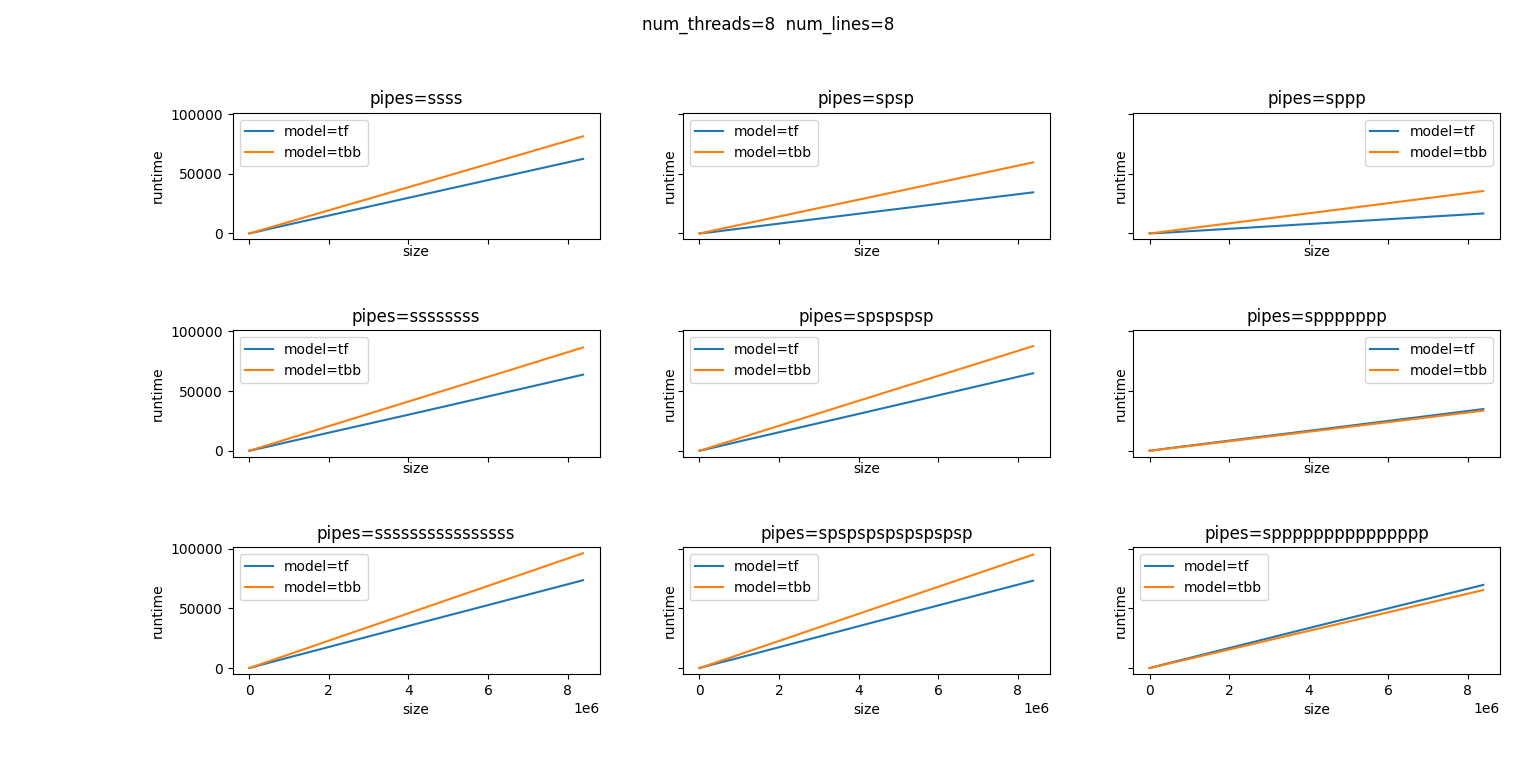 num_threads=8  num_lines=8
pipes=ssss
model=tf
model=tbb
100000
50000
0
runtime
size
pipes=spsp
model=tf
model=tbb
runtime
size
pipes=sppp
model=tf
model=tbb
runtime
size
pipes=ssssssss
model=tf
model=tbb
100000
50000
0
runtime
size
pipes=spspspsp
model=tf
model=tbb
runtime
size
pipes=sppppppp
model=tf
model=tbb
runtime
size
pipes=ssssssssssssssss
model=tf
model=tbb
100000
50000
0
runtime
0 2 4 6 8
size
1e6
pipes=spspspspspspspsp
model=tf
model=tbb
runtime
0 2 4 6 8
size
1e6
pipes=sppppppppppppppp
model=tf
model=tbb
runtime
0 2 4 6 8
size
1e6